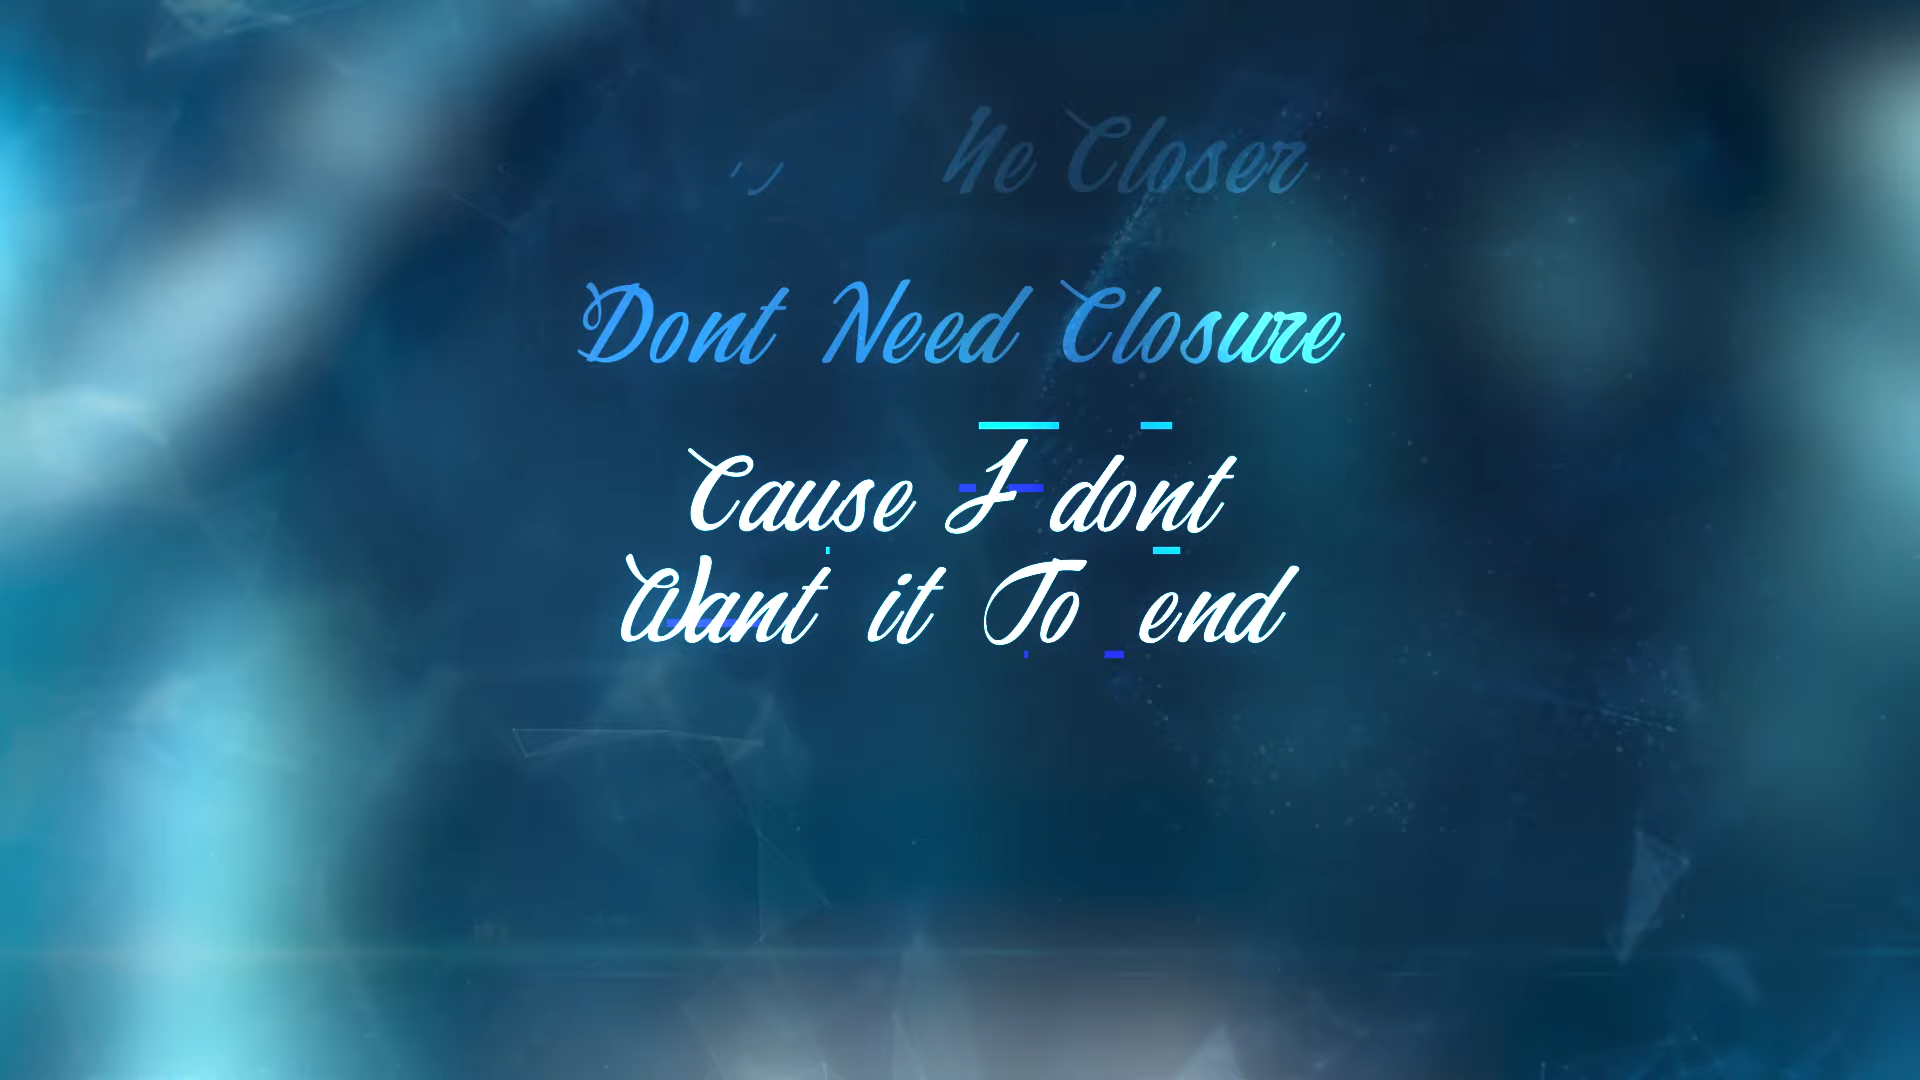 Closer
Dont Need Closure
Cause I dont
Want it To end